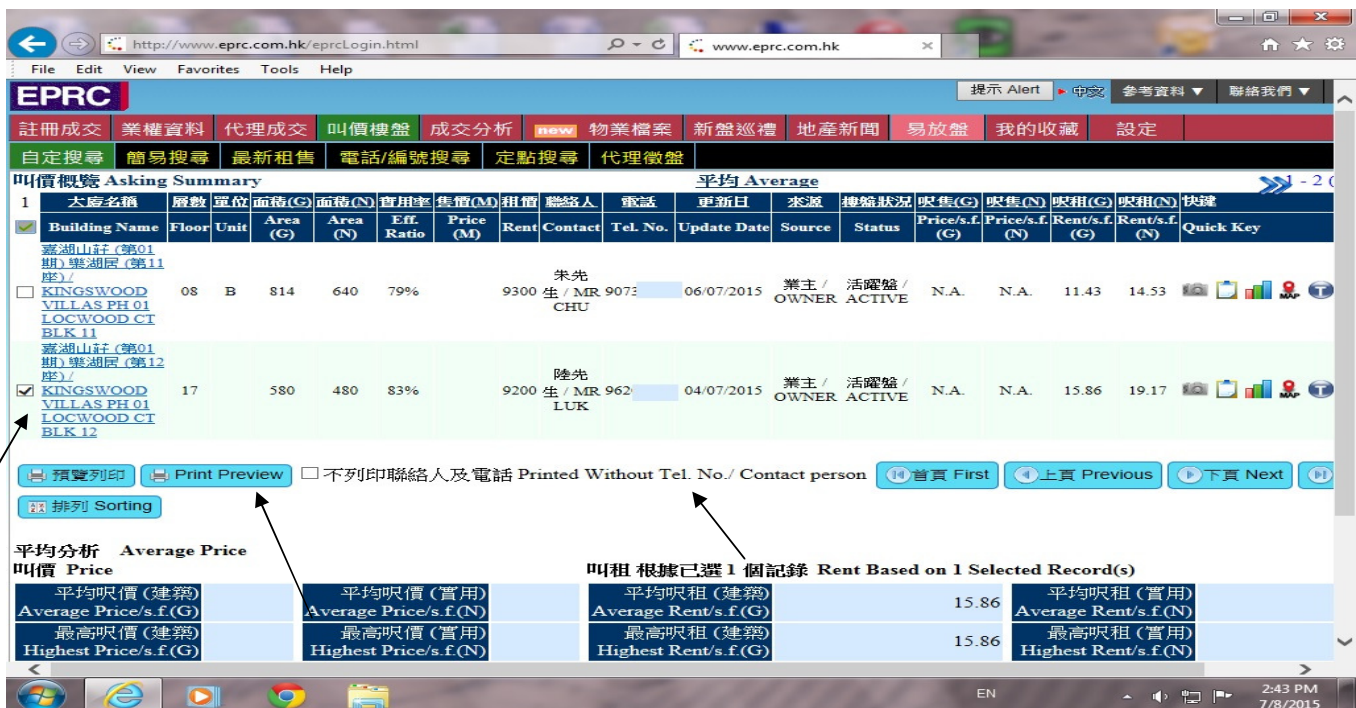 http://www.eprc.com.hk/eprcLogin.html
www.eprc.com.hk
File Edit View Favorites Tools Help
EPRC
提示 Alert 中文 參考資料 ▼ 聯絡我們 ▼
註冊成交 業權資料 代理成交 叫價樓盤 成交分析 new 物業檔案 新盤巡禮 地產新聞 易放盤 我的收藏 設定
自定搜尋 簡易搜尋 最新租售 電話/編號搜尋 定點搜尋 代理徵盤
叫價概覽 Asking Summary 平均 Average 1 - 2 (
1 大廈名稱 層數 單位 面積(G) 面積(N) 實用率 售價(M) 租價 聯絡人 電話 更新日 來源 樓盤狀況 呎售(G) 呎售(N) 呎租(G) 呎租(N) 快鍵
Building Name Floor Unit Area (G) Area (N) Eff. Ratio Price (M) Rent Contact Tel. No. Update Date Source Status Price/s.f. (G) Price/s.f. (N) Rent/s.f. (G) Rent/s.f. (N) Quick Key
嘉湖山莊 (第01
期) 樂湖居 (第11
座) /
KINGSWOOD
VILLAS PH 01
LOCWOOD CT
BLK 11
08 B 814 640 79% 9300 朱先生 / MR CHU 9073 06/07/2015 業主 / OWNER 活躍盤 / ACTIVE N.A. N.A. 11.43 14.53 MAP T
嘉湖山莊 (第01
期) 樂湖居 (第12
座) /
KINGSWOOD
VILLAS PH 01
LOCWOOD CT
BLK 12
17 580 480 83% 9200 陸先生 / MR LUK 962 04/07/2015 業主 / OWNER 活躍盤 / ACTIVE N.A. N.A. 15.86 19.17 MAP T
預覽列印 Print Preview 不列印聯絡人及電話 Printed Without Tel. No./ Contact person 首頁 First 上頁 Previous 下頁 Next
排列 Sorting
平均分析 Average Price
叫價 Price 叫租 根據已選 1 個記錄 Rent Based on 1 Selected Record(s)
平均呎價 (建築) 平均呎價 (實用) 平均呎租 (建築) 平均呎租 (實用)
Average Price/s.f.(G) Average Price/s.f.(N) Average Rent/s.f.(G) 15.86 Average Rent/s.f.(N)
最高呎價 (建築) 最高呎價 (實用) 最高呎租 (建築) 最高呎租 (實用)
Highest Price/s.f.(G) Highest Price/s.f.(N) Highest Rent/s.f.(G) 15.86 Highest Rent/s.f.(N)
EN 2:43 PM
7/8/2015